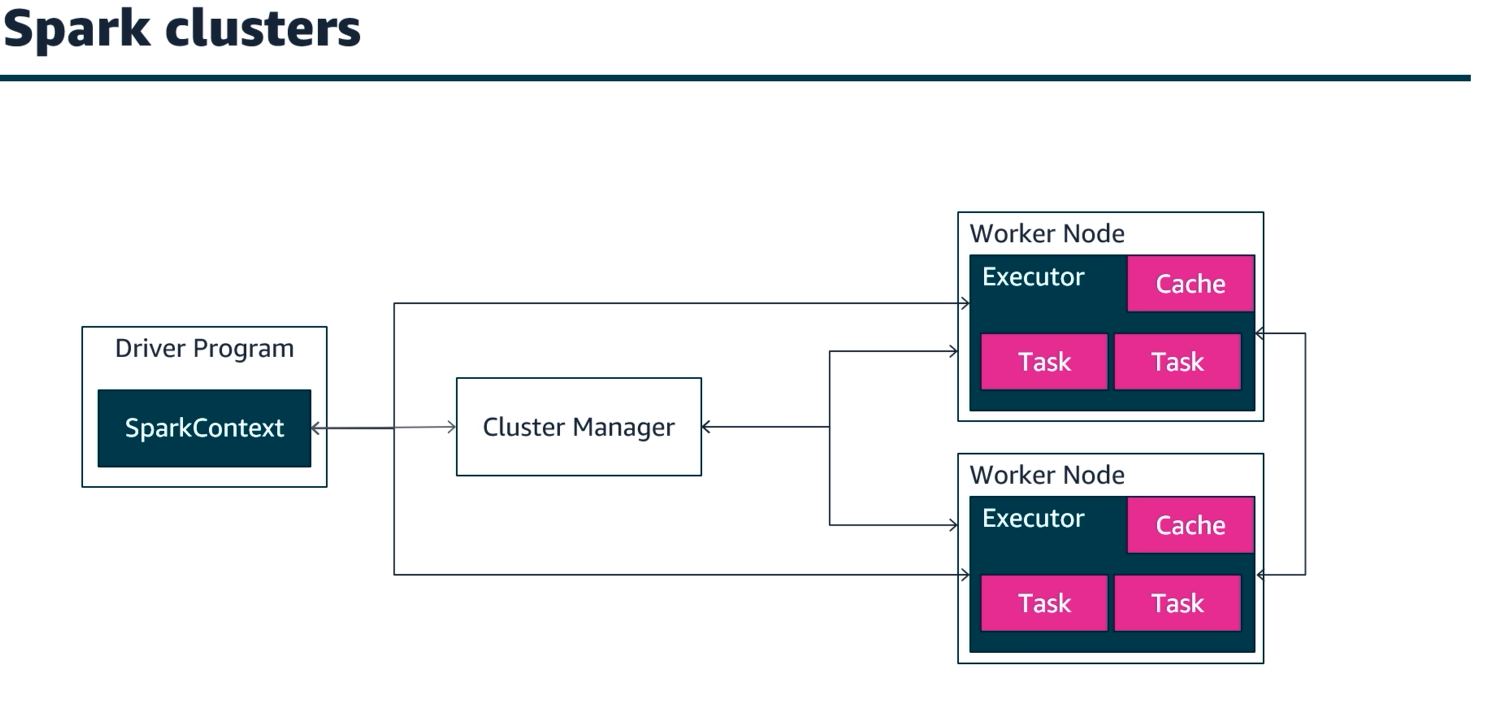 Spark clusters
Driver Program
SparkContext
Cluster Manager
Worker Node
Executor
Cache
Task
Task
Worker Node
Executor
Cache
Task
Task